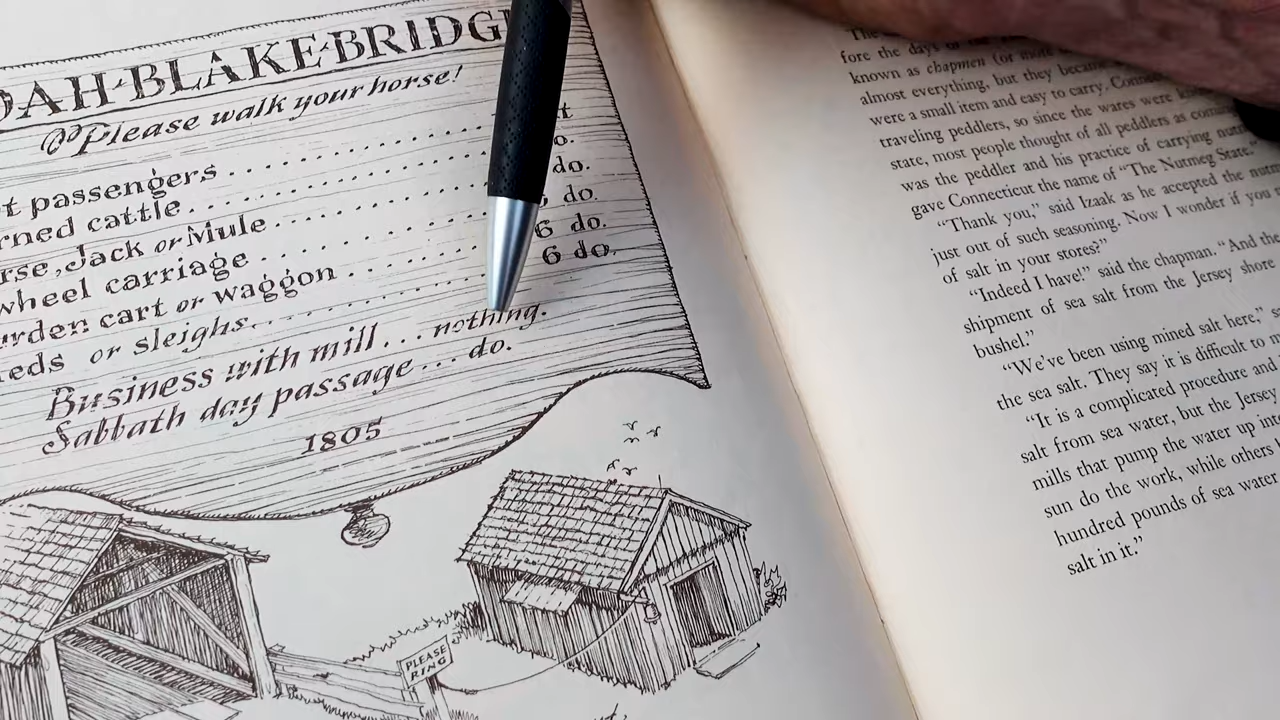 OAH·BLAKE·BRIDG
Please walk your horse!
t passengers
rned cattle
do.
rse, Jack or Mule do.
wheel carriage 6 do.
urden cart or waggon 6 do.
eds or sleighs
Business with mill... nothing.
Sabbath day passage... do.
1805
PLEASE
RING
fore the days
known as chapmen (or more
almost everything, but they became
were a small item and easy to carry. Connec
traveling peddlers, so since the wares were
state, most people thought of all peddlers as com
was the peddler and his practice of carrying nutm
gave Connecticut the name of "The Nutmeg State."
"Thank you," said Izaak as he accepted the nutm
just out of such seasoning. Now I wonder if you
of salt in your stores?"
"Indeed I have!" said the chapman. "And the
shipment of sea salt from the Jersey shore
bushel."
"We've been using mined salt here," s
the sea salt. They say it is difficult to m
"It is a complicated procedure and
salt from sea water, but the Jersey
mills that pump the water up int
sun do the work, while others
hundred pounds of sea water
salt in it."